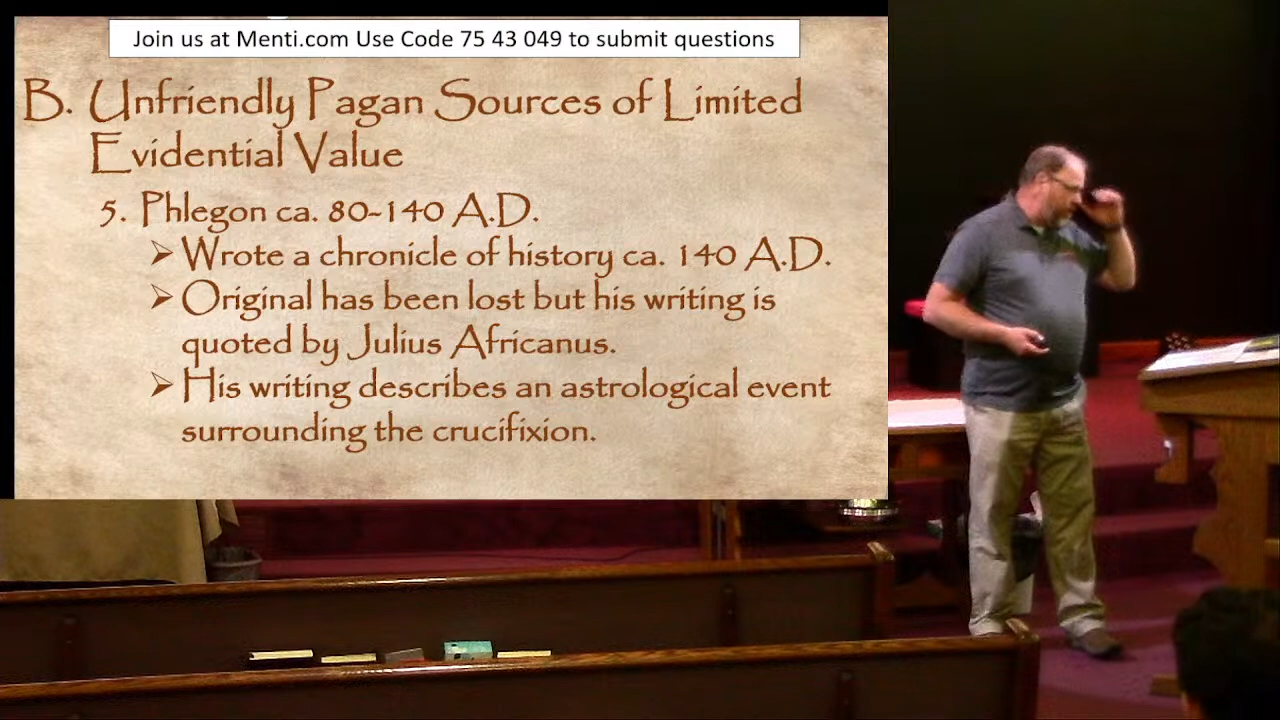 Join us at Menti.com Use Code 75 43 049 to submit questions
B. Unfriendly Pagan Sources of Limited
Evidential Value
5. Phlegon ca. 80-140 A.D.
➢ Wrote a chronicle of history ca. 140 A.D.
➢ Original has been lost but his writing is
quoted by Julius Africanus.
➢ His writing describes an astrological event
surrounding the crucifixion.